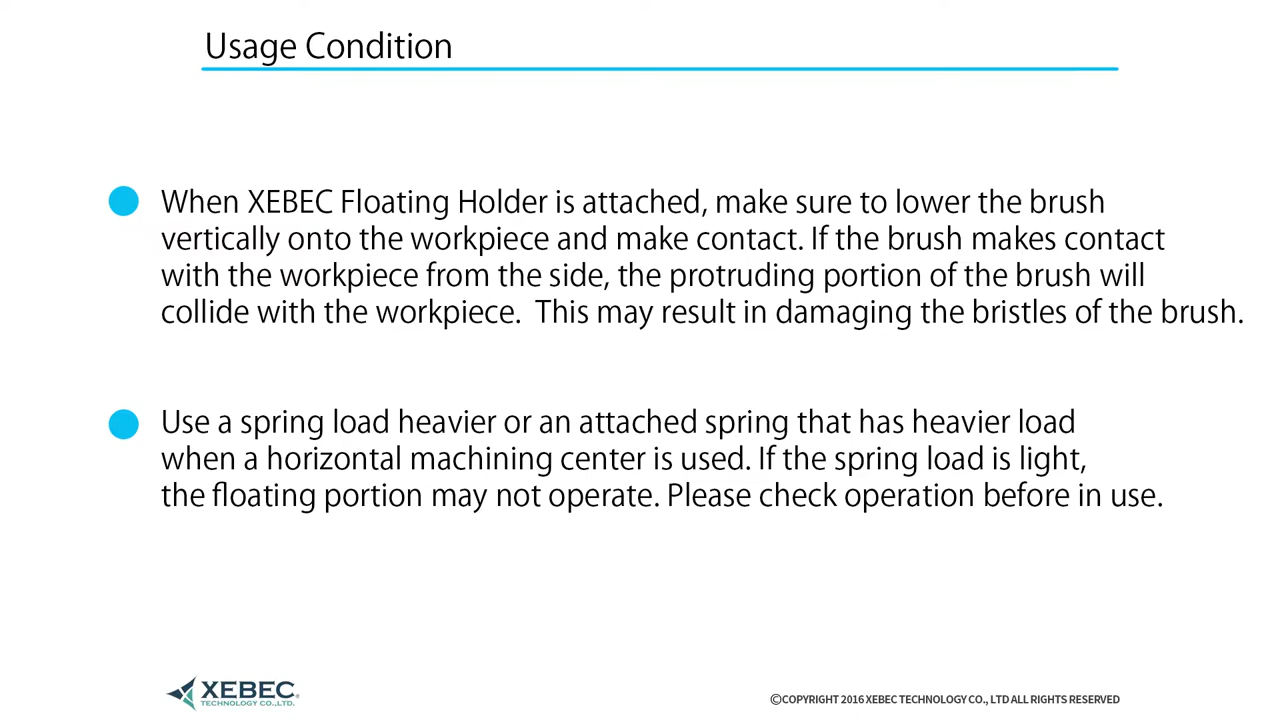 Usage Condition
When XEBEC Floating Holder is attached, make sure to lower the brush
vertically onto the workpiece and make contact. If the brush makes contact
with the workpiece from the side, the protruding portion of the brush will
collide with the workpiece.  This may result in damaging the bristles of the brush.
Use a spring load heavier or an attached spring that has heavier load
when a horizontal machining center is used. If the spring load is light,
the floating portion may not operate. Please check operation before in use.
XEBEC®
TECHNOLOGY CO.,LTD.
©COPYRIGHT 2016 XEBEC TECHNOLOGY CO., LTD ALL RIGHTS RESERVED